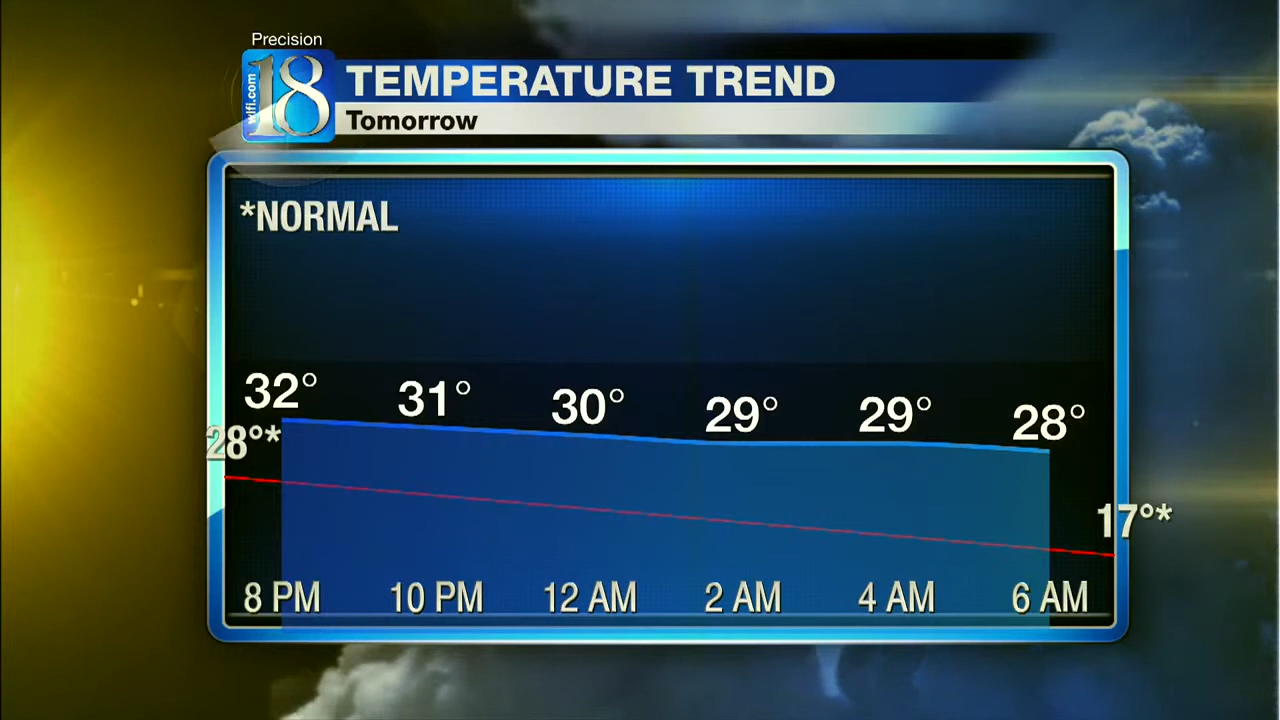 Precision
wlfi.com
18
TEMPERATURE TREND
Tomorrow
*NORMAL
32° 31° 30° 29° 29° 28°
28°*
17°*
8 PM 10 PM 12 AM 2 AM 4 AM 6 AM